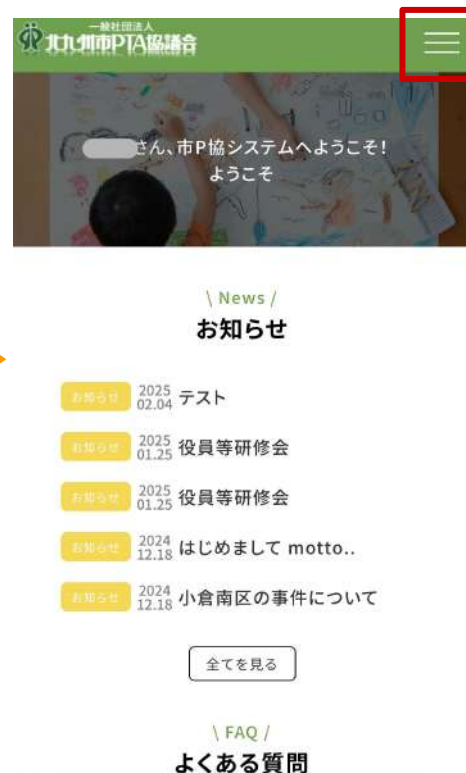 一般社団法人
北九州市PTA協議会
さん、市P協システムへようこそ!
ようこそ
\ News /
お知らせ
お知らせ 2025 02.04 テスト
お知らせ 2025 01.25 役員等研修会
お知らせ 2025 01.25 役員等研修会
お知らせ 2024 12.18 はじめまして motto..
お知らせ 2024 12.18 小倉南区の事件について
全てを見る
\ FAQ /
よくある質問